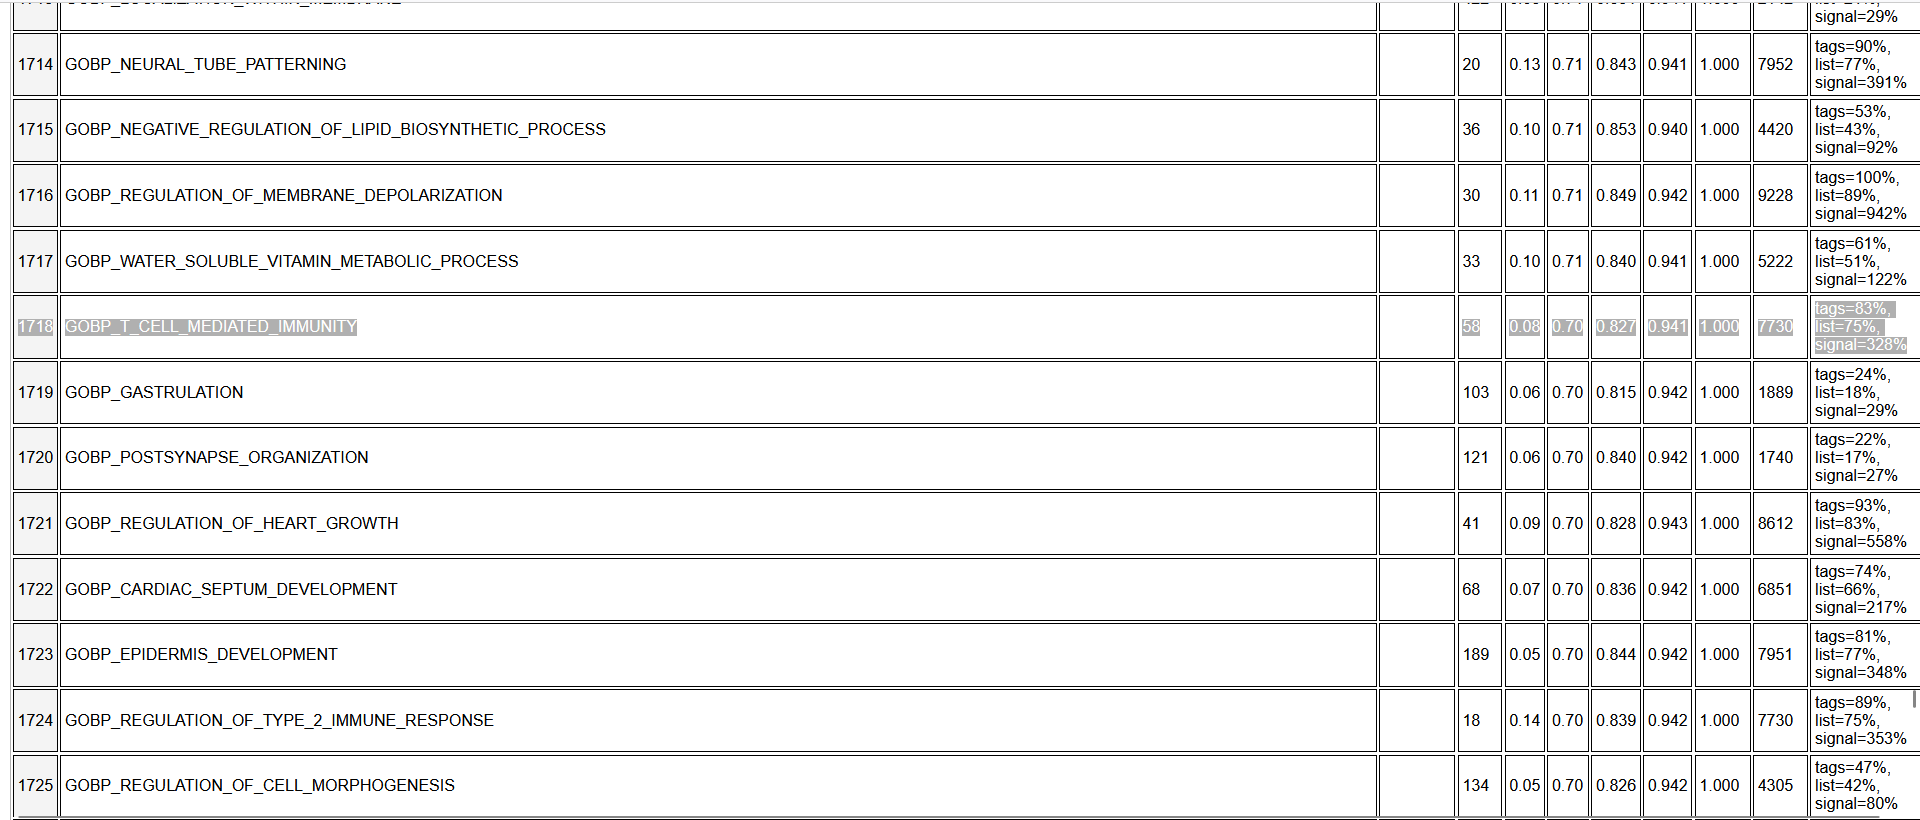 signal=29%
1714 GOBP_NEURAL_TUBE_PATTERNING 20 0.13 0.71 0.843 0.941 1.000 7952 tags=90%,
list=77%,
signal=391%
1715 GOBP_NEGATIVE_REGULATION_OF_LIPID_BIOSYNTHETIC_PROCESS 36 0.10 0.71 0.853 0.940 1.000 4420 tags=53%,
list=43%,
signal=92%
1716 GOBP_REGULATION_OF_MEMBRANE_DEPOLARIZATION 30 0.11 0.71 0.849 0.942 1.000 9228 tags=100%,
list=89%,
signal=942%
1717 GOBP_WATER_SOLUBLE_VITAMIN_METABOLIC_PROCESS 33 0.10 0.71 0.840 0.941 1.000 5222 tags=61%,
list=51%,
signal=122%
1718 GOBP_T_CELL_MEDIATED_IMMUNITY 58 0.08 0.70 0.827 0.941 1.000 7730 tags=83%,
list=75%,
signal=328%
1719 GOBP_GASTRULATION 103 0.06 0.70 0.815 0.942 1.000 1889 tags=24%,
list=18%,
signal=29%
1720 GOBP_POSTSYNAPSE_ORGANIZATION 121 0.06 0.70 0.840 0.942 1.000 1740 tags=22%,
list=17%,
signal=27%
1721 GOBP_REGULATION_OF_HEART_GROWTH 41 0.09 0.70 0.828 0.943 1.000 8612 tags=93%,
list=83%,
signal=558%
1722 GOBP_CARDIAC_SEPTUM_DEVELOPMENT 68 0.07 0.70 0.836 0.942 1.000 6851 tags=74%,
list=66%,
signal=217%
1723 GOBP_EPIDERMIS_DEVELOPMENT 189 0.05 0.70 0.844 0.942 1.000 7951 tags=81%,
list=77%,
signal=348%
1724 GOBP_REGULATION_OF_TYPE_2_IMMUNE_RESPONSE 18 0.14 0.70 0.839 0.942 1.000 7730 tags=89%,
list=75%,
signal=353%
1725 GOBP_REGULATION_OF_CELL_MORPHOGENESIS 134 0.05 0.70 0.826 0.942 1.000 4305 tags=47%,
list=42%,
signal=80%